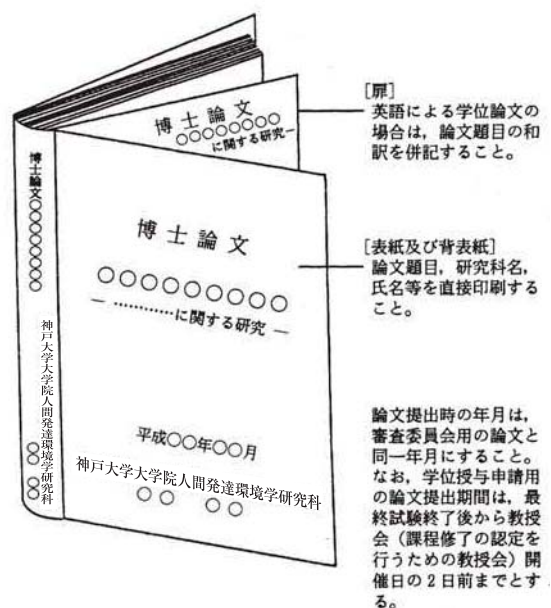 博士論文
○○○○○○○○
に関する研究―
[扉]
英語による学位論文の
場合は，論文題目の和
訳を併記すること。
博士論文○○○○○○○○
神戸大学大学院人間発達環境学研究科
○○　○○
博士論文
○○○○○○○○○
― …………に関する研究 ―
平成○○年○○月
神戸大学大学院人間発達環境学研究科
○○　○○
[表紙及び背表紙]
論文題目，研究科名，
氏名等を直接印刷する
こと。
論文提出時の年月は，
審査委員会用の論文と
同一年月にすること。
なお，学位授与申請用
の論文提出期間は，最
終試験終了後から教授
会（課程修了の認定を
行うための教授会）開
催日の２日前までとす
る。